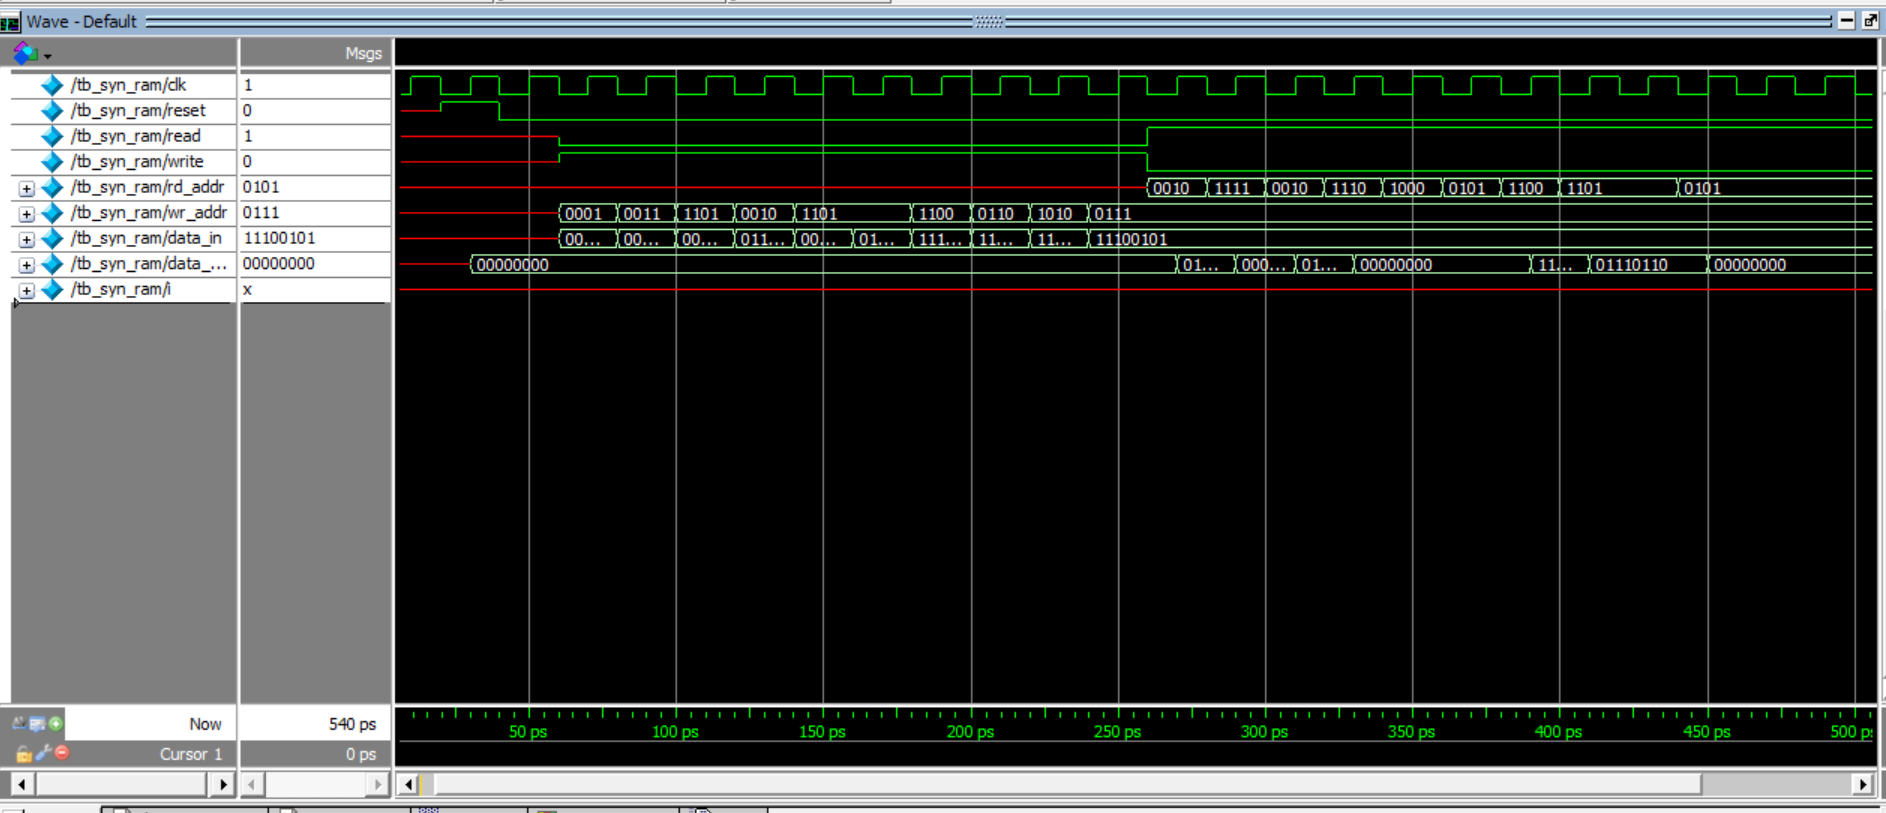 Wave - Default
Msgs
/tb_syn_ram/clk 1
/tb_syn_ram/reset 0
/tb_syn_ram/read 1
/tb_syn_ram/write 0
/tb_syn_ram/rd_addr 0101 0010 1111 0010 1110 1000 0101 1100 1101 0101
/tb_syn_ram/wr_addr 0111 0001 0011 1101 0010 1101 1100 0110 1010 0111
/tb_syn_ram/data_in 11100101 00... 00... 00... 011... 00... 01... 111... 11... 11... 11100101
/tb_syn_ram/data_... 00000000 00000000 01... 000... 01... 00000000 11... 01110110 00000000
/tb_syn_ram/i x
Now 540 ps 50 ps 100 ps 150 ps 200 ps 250 ps 300 ps 350 ps 400 ps 450 ps 500 p
Cursor 1 0 ps